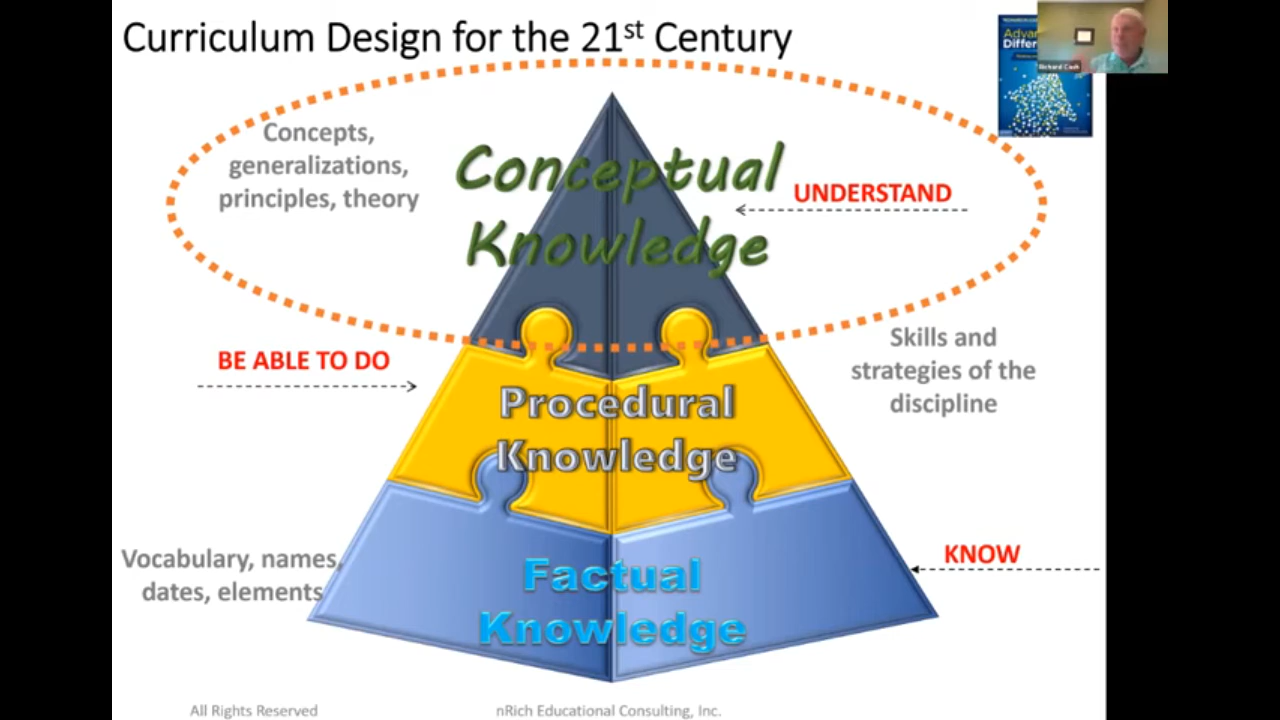 Curriculum Design for the 21st Century
Richard Cash
Concepts,
generalizations,
principles, theory
Conceptual
Knowledge
UNDERSTAND
BE ABLE TO DO
Skills and
strategies of the
discipline
Procedural
Knowledge
Vocabulary, names,
dates, elements
Factual
Knowledge
KNOW
All Rights Reserved
nRich Educational Consulting, Inc.